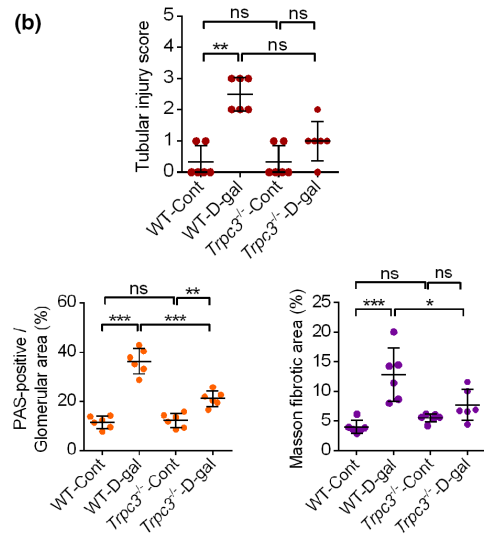 (b)
Tubular injury score
5
4
3
2
1
0
ns ns
** ns
WT-Cont
WT-D-gal
Trpc3-/--Cont
Trpc3-/--D-gal
PAS-positive /
Glomerular area (%)
60
40
20
0
ns **
*** ***
WT-Cont
WT-D-gal
Trpc3-/--Cont
Trpc3-/--D-gal
Masson fibrotic area (%)
25
20
15
10
5
0
ns ns
*** *
WT-Cont
WT-D-gal
Trpc3-/--Cont
Trpc3-/--D-gal